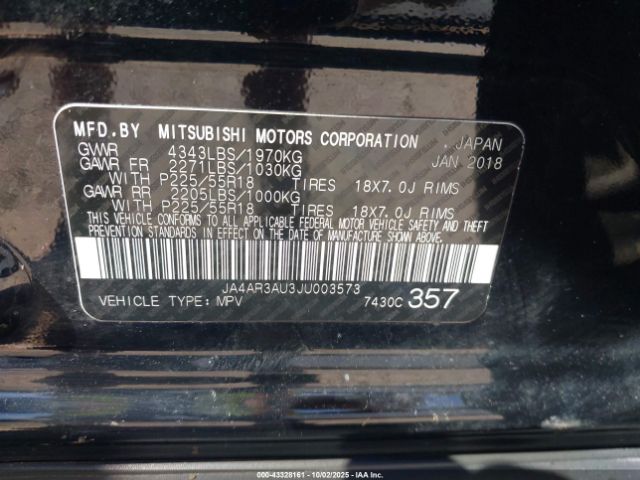 MFD.BY MITSUBISHI MOTORS CORPORATION . JAPAN
GVWR 4343LBS/1970KG JAN 2018
GAWR FR 2271LBS/1030KG
WITH P225/55R18 TIRES 18X7.0J RIMS
GAWR RR 2205LBS/1000KG
WITH P225/55R18 TIRES 18X7.0J RIMS
THIS VEHICLE CONFORMS TO ALL APPLICABLE FEDERAL MOTOR VEHICLE SAFETY AND THEFT
PREVENTION STANDARDS IN EFFECT ON THE DATE OF MANUFACTURE SHOWN ABOVE.
JA4AR3AU3JU003573
VEHICLE TYPE: MPV 7430C 357
000-43328161 - 10/02/2025 - IAAI.com